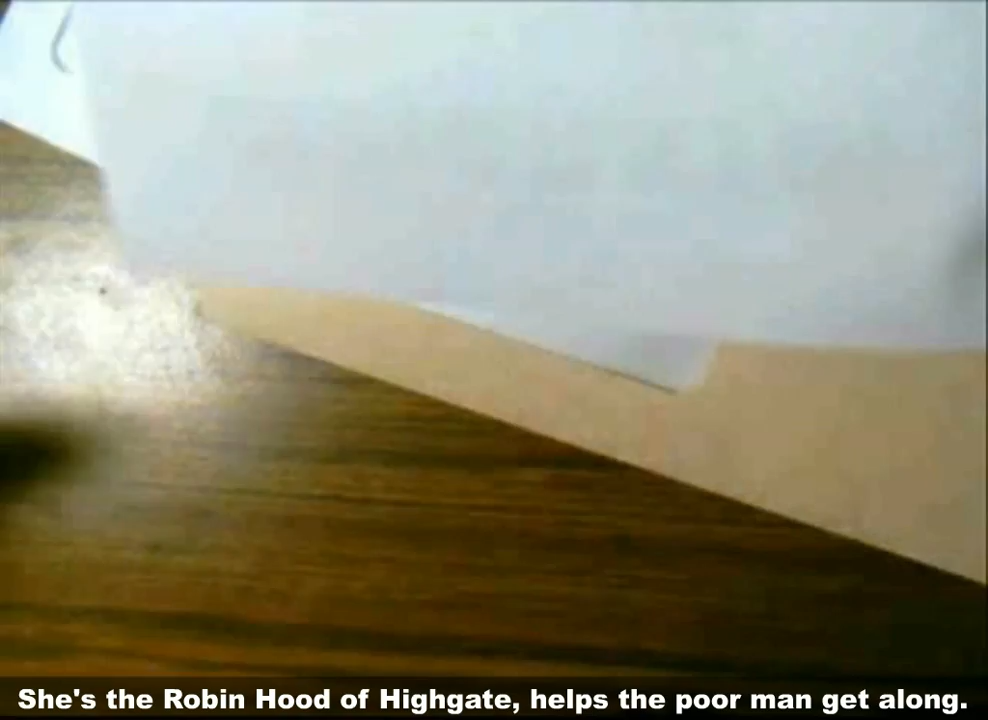 She's the Robin Hood of Highgate, helps the poor man get along.